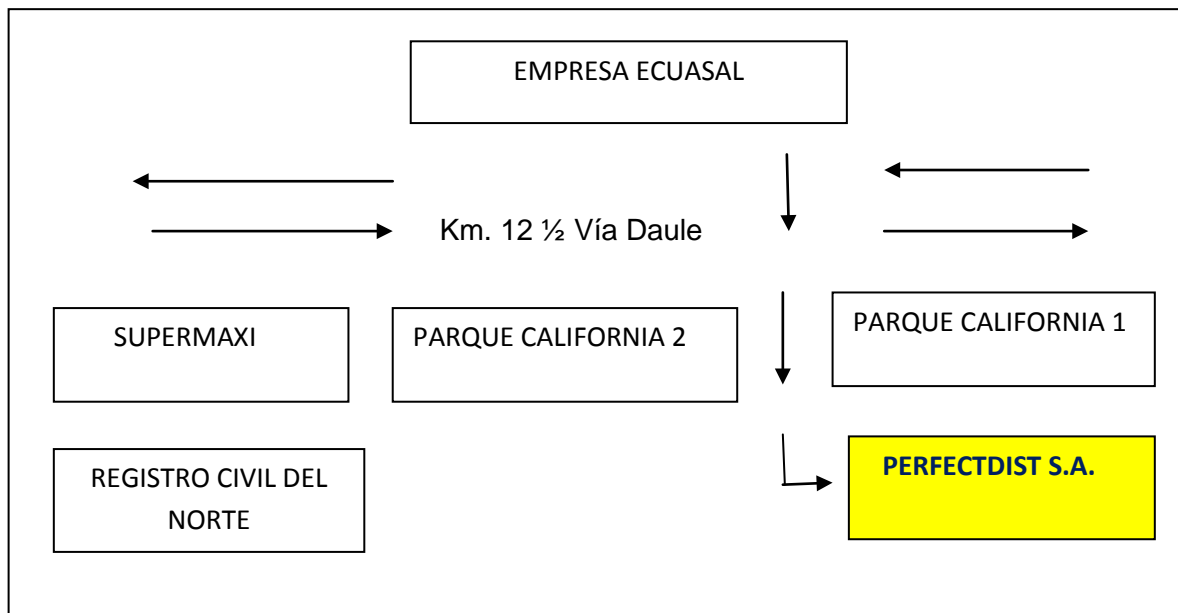 EMPRESA ECUASAL
Km. 12 ½ Vía Daule
SUPERMAXI
PARQUE CALIFORNIA 2
PARQUE CALIFORNIA 1
REGISTRO CIVIL DEL
NORTE
PERFECTDIST S.A.